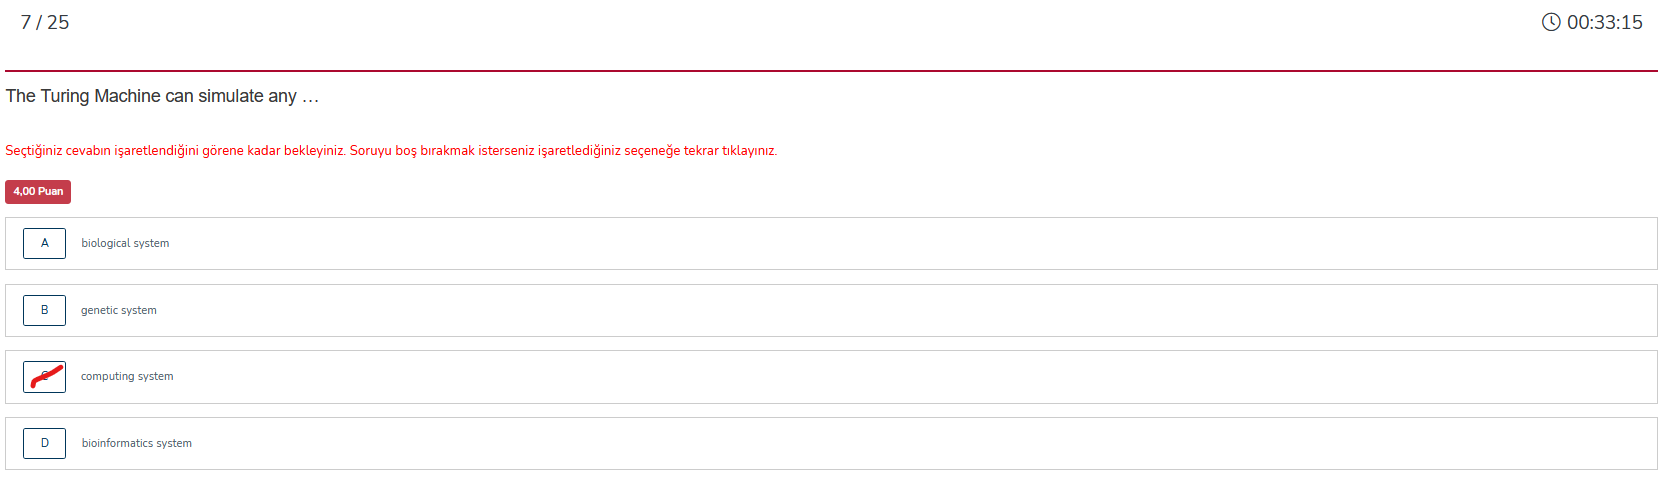 7 / 25
00:33:15
The Turing Machine can simulate any …
Seçtiğiniz cevabın işaretlendiğini görene kadar bekleyiniz. Soruyu boş bırakmak isterseniz işaretlediğiniz seçeneğe tekrar tıklayınız.
4,00 Puan
A biological system
B genetic system
C computing system
D bioinformatics system